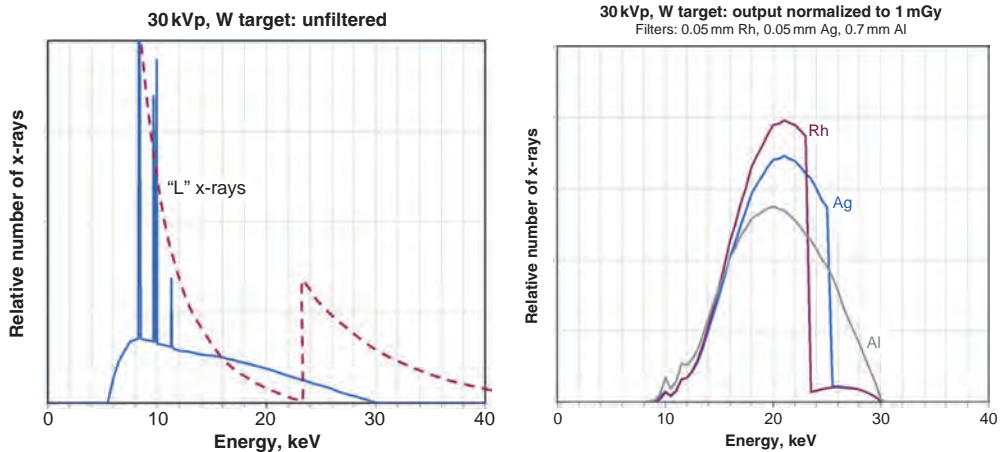 30 kVp, W target: unfiltered
Relative number of x-rays
"L" x-rays
0 10 20 30 40
Energy, keV
30 kVp, W target: output normalized to 1 mGy
Filters: 0.05 mm Rh, 0.05 mm Ag, 0.7 mm Al
Relative number of x-rays
Rh
Ag
Al
0 10 20 30 40
Energy, keV